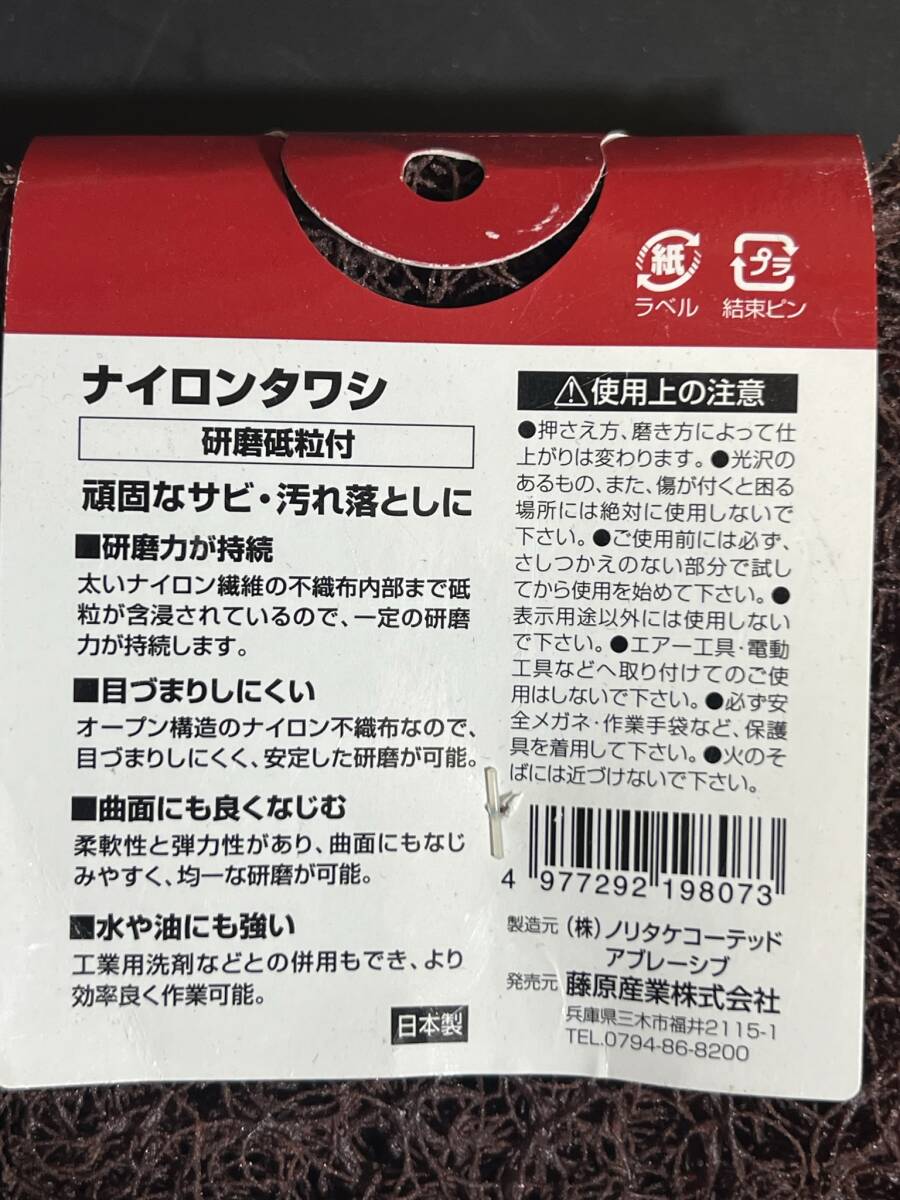 紙
ラベル
プラ
結束ピン
ナイロンタワシ
研磨砥粒付
頑固なサビ・汚れ落としに
■研磨力が持続
太いナイロン繊維の不織布内部まで砥
粒が含浸されているので、一定の研磨
力が持続します。
■目づまりしにくい
オープン構造のナイロン不織布なので、
目づまりしにくく、安定した研磨が可能。
■曲面にも良くなじむ
柔軟性と弾力性があり、曲面にもなじ
みやすく、均一な研磨が可能。
■水や油にも強い
工業用洗剤などとの併用もでき、より
効率良く作業可能。
日本製
⚠使用上の注意
●押さえ方、磨き方によって仕
上がりは変わります。●光沢の
あるもの、また、傷が付くと困る
場所には絶対に使用しないで
下さい。●ご使用前には必ず、
さしつかえのない部分で試し
てから使用を始めて下さい。●
表示用途以外には使用しない
で下さい。●エアー工具・電動
工具などへ取り付けてのご使
用はしないで下さい。●必ず安
全メガネ・作業手袋など、保護
具を着用して下さい。●火のそ
ばには近づけないで下さい。
4 977292 198073
製造元 (株)ノリタケコーテッド
アブレーシブ
発売元 藤原産業株式会社
兵庫県三木市福井2115-1
TEL.0794-86-8200